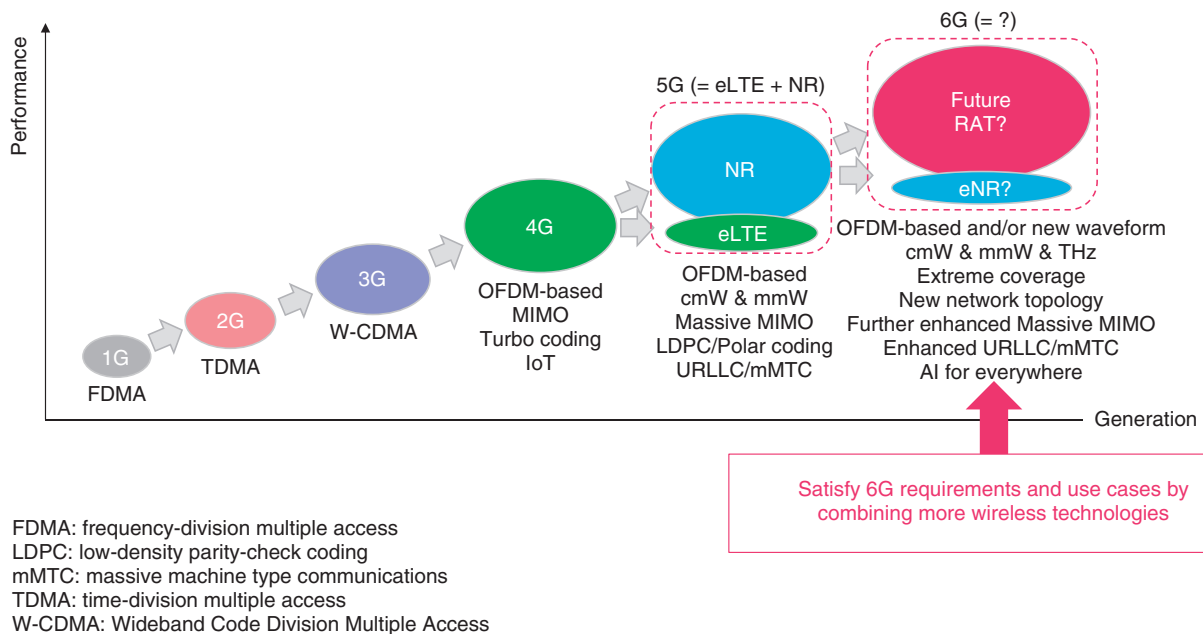 Performance
6G (= ?)
5G (= eLTE + NR)
Future
RAT?
NR
eNR?
4G
eLTE
3G
2G
1G
FDMA
TDMA
W-CDMA
OFDM-based
MIMO
Turbo coding
IoT
OFDM-based
cmW & mmW
Massive MIMO
LDPC/Polar coding
URLLC/mMTC
OFDM-based and/or new waveform
cmW & mmW & THz
Extreme coverage
New network topology
Further enhanced Massive MIMO
Enhanced URLLC/mMTC
AI for everywhere
Generation
Satisfy 6G requirements and use cases by
combining more wireless technologies
FDMA: frequency-division multiple access
LDPC: low-density parity-check coding
mMTC: massive machine type communications
TDMA: time-division multiple access
W-CDMA: Wideband Code Division Multiple Access